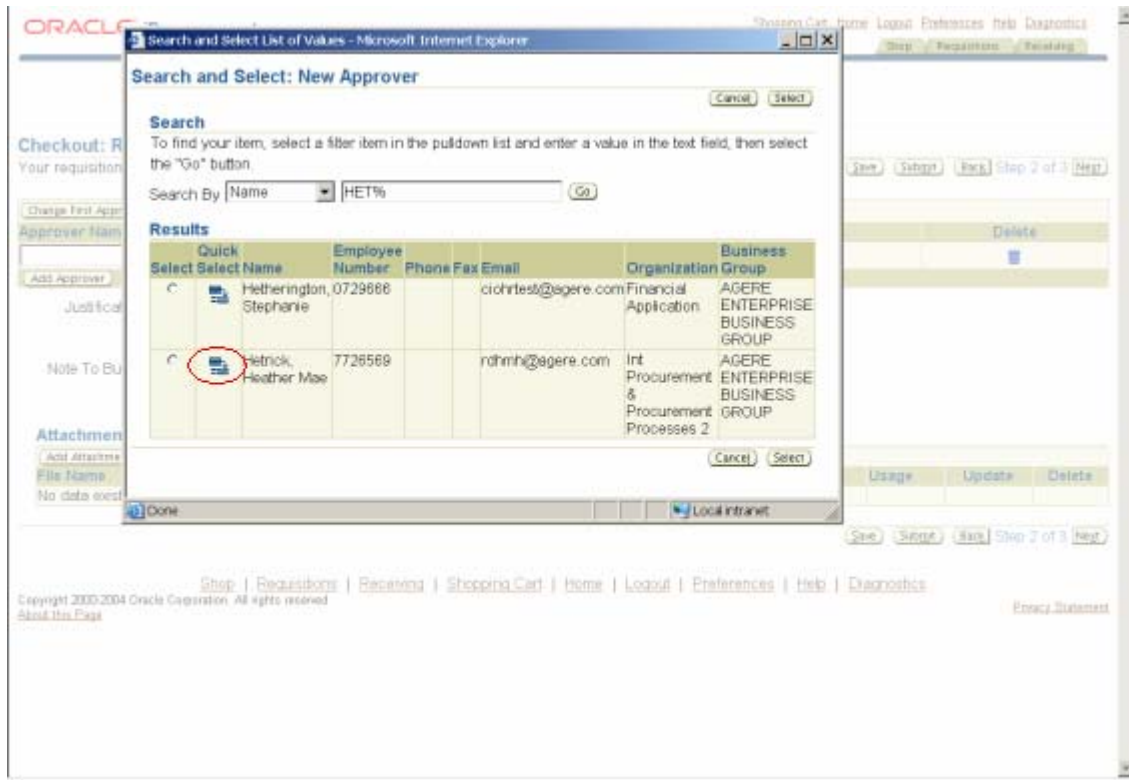 ORACLE
Shopping Cart Home Logout Preferences Help Diagnostics
Shop Requisitions Receiving
Search and Select List of Values - Microsoft Internet Explorer
Search and Select: New Approver
Cancel Select
Search
To find your item, select a filter item in the pulldown list and enter a value in the text field, then select
the "Go" button.
Search By Name HET% Go
Results
Select Quick Select Name Employee Number Phone Fax Email Organization Business Group
Hetherington, Stephanie 0729666 ciohrtest@agere.com Financial Application AGERE ENTERPRISE BUSINESS GROUP
Hetrick, Heather Mae 7726569 rdhmh@agere.com Int Procurement & Procurement Processes 2 AGERE ENTERPRISE BUSINESS GROUP
Cancel Select
Done Local intranet
Checkout: R
Your requisition
Save Submit Back Step 2 of 3 Next
Change First Appr
Approver Nam Delete
Add Approver
Justificat
Note To Bu
Attachmen
Add Attachme
File Name Usage Update Delete
No data exist
Save Submit Back Step 2 of 3 Next
Shop | Requisitions | Receiving | Shopping Cart | Home | Logout | Preferences | Help | Diagnostics
Copyright 2000-2004 Oracle Corporation. All rights reserved.
About this Page Privacy Statement